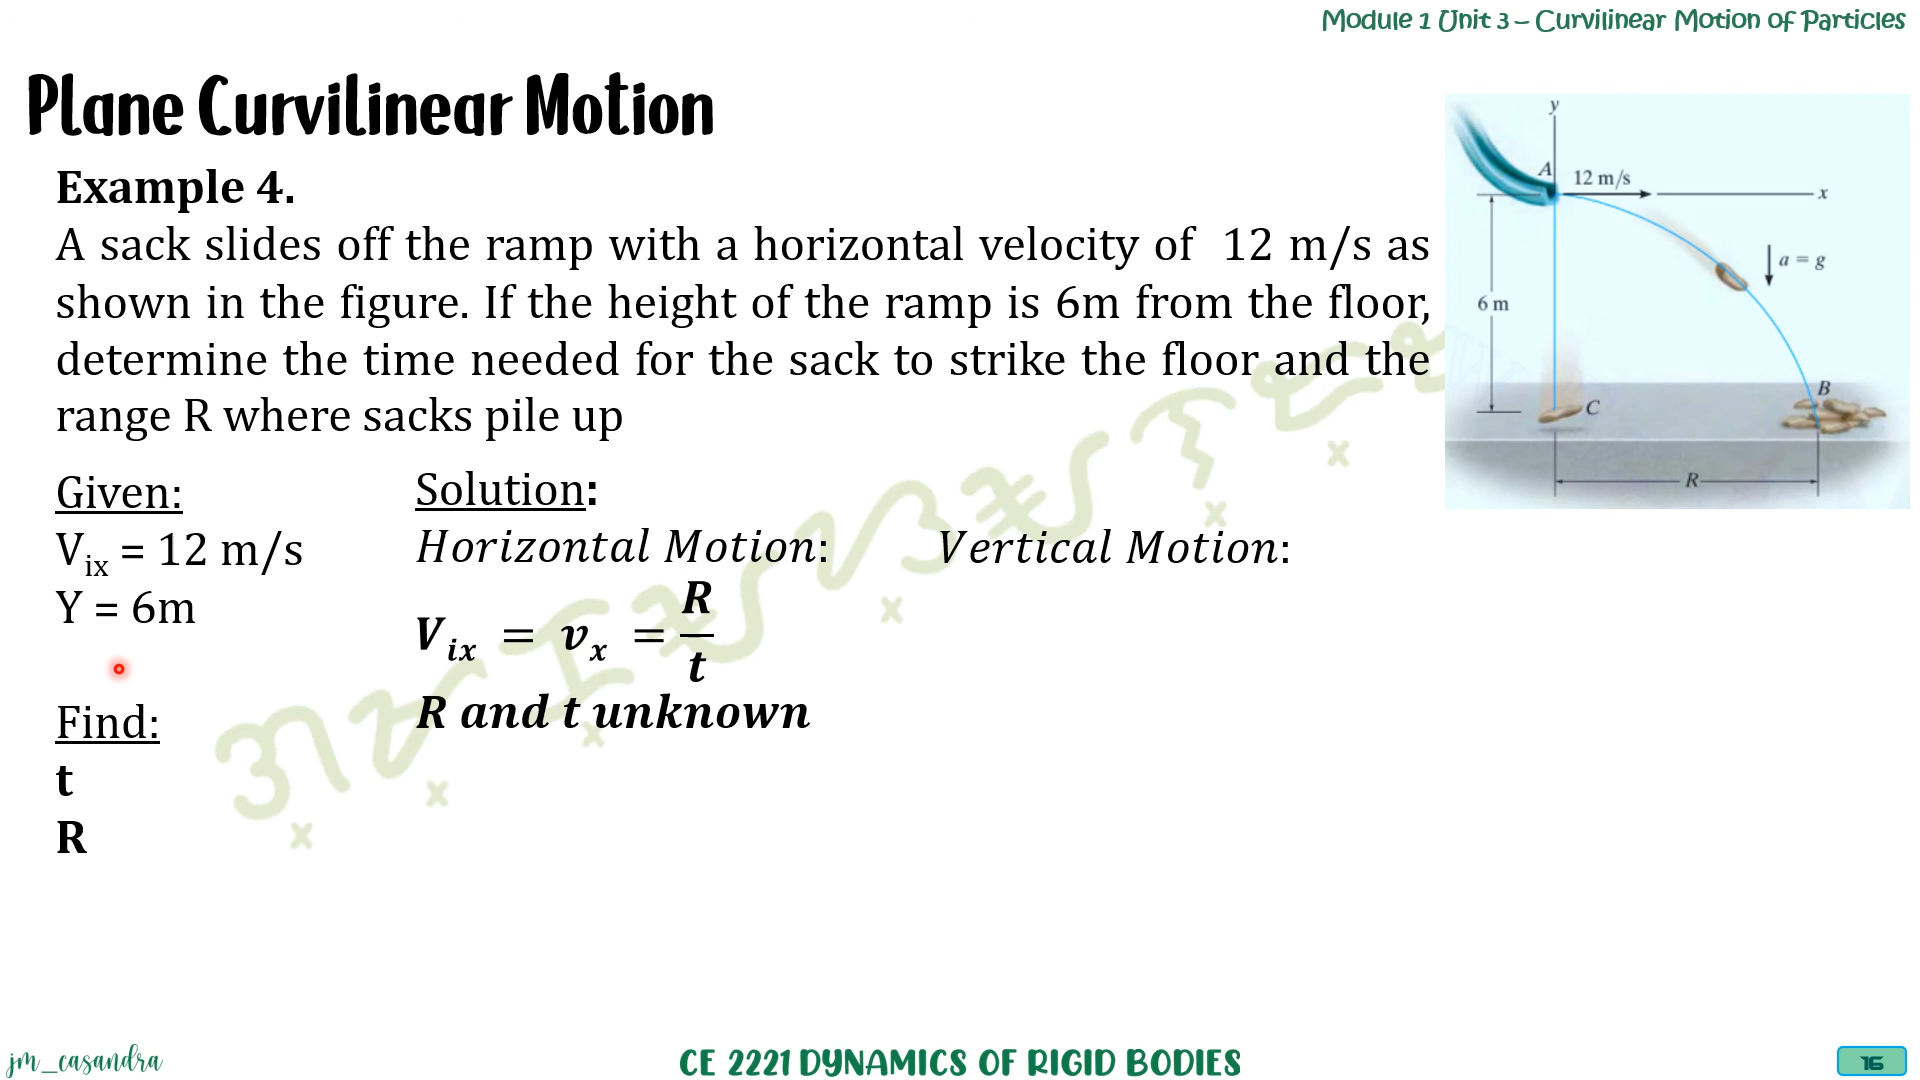 Module 1 Unit 3 – Curvilinear Motion of Particles
Plane Curvilinear Motion
Example 4.
A sack slides off the ramp with a horizontal velocity of 12 m/s as
shown in the figure. If the height of the ramp is 6m from the floor,
determine the time needed for the sack to strike the floor and the
range R where sacks pile up
y
A
12 m/s
x
a = g
6 m
B
C
R
Given:
V_ix = 12 m/s
Y = 6m
Find:
t
R
Solution:
Horizontal Motion:
V_ix = v_x = R/t
R and t unknown
Vertical Motion:
jm_casandra
CE 2221 DYNAMICS OF RIGID BODIES
16